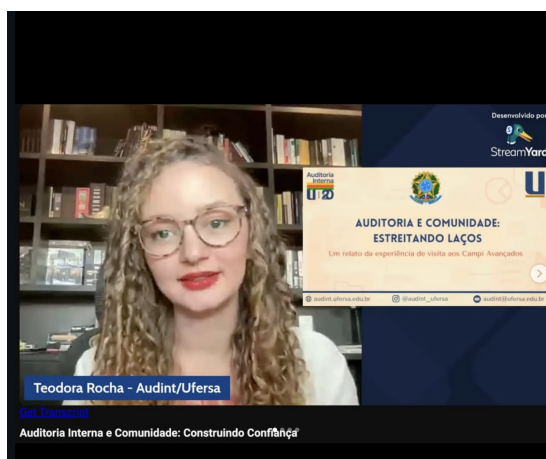 Desenvolvido por
StreamYard
Auditoria
Interna
AUDITORIA E COMUNIDADE:
ESTREITANDO LAÇOS
Um relato da experiência de visita aos Campi Avançados
audint.ufersa.edu.br
@audint_ufersa
audint@ufersa.edu.br
Teodora Rocha - Audint/Ufersa
Get Transcript
Auditoria Interna e Comunidade: Construindo Confiança